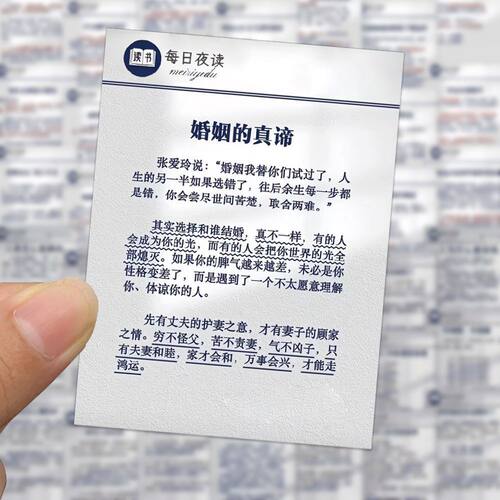 读书
每日夜读
meiriyedu
婚姻的真谛
张爱玲说：“婚姻我替你们试过了，人
生的另一半如果选错了，往后余生每一步都
是错，你会尝尽世间苦楚，取舍两难。”
其实选择和谁结婚，真不一样，有的人
会成为你的光，而有的人会把你世界的光全
部熄灭。如果你的脾气越来越差，未必是你
性格变差了，而是遇到了一个不太愿意理解
你、体谅你的人。
先有丈夫的护妻之意，才有妻子的顾家
之情。穷不怪父，苦不责妻，气不凶子，只
有夫妻和睦，家才会和，万事会兴，才能走
鸿运。